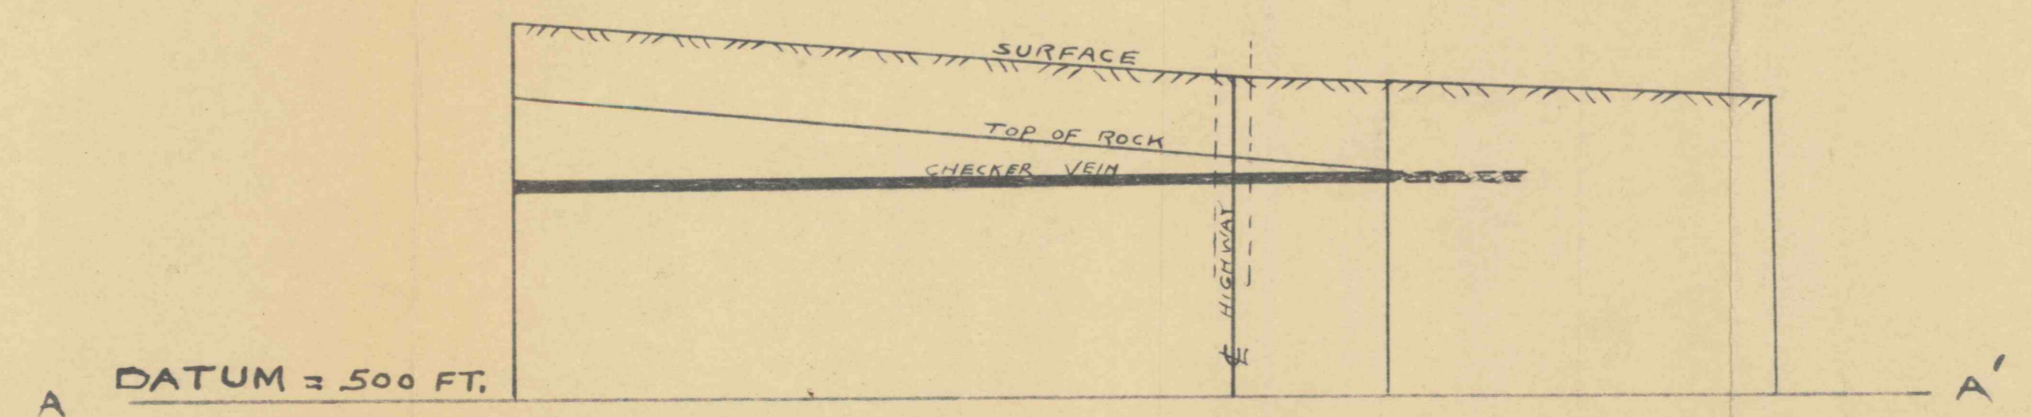 SURFACE
TOP OF ROCK
CHECKER VEIN
HIGHWAY
℄
DATUM = 500 FT.
A
A'